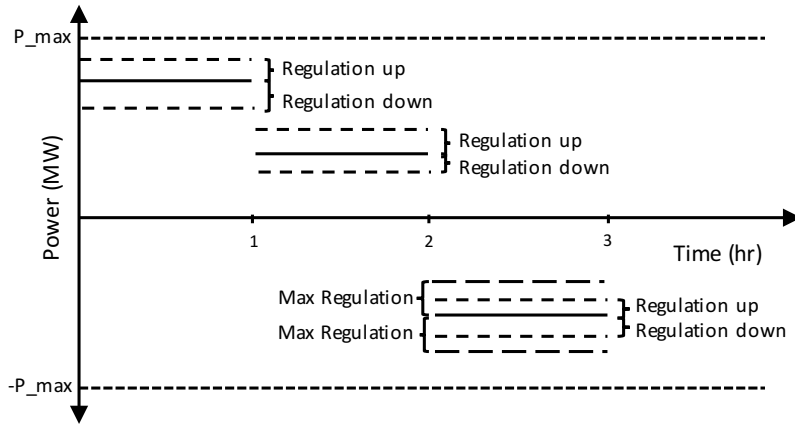 P_max
Regulation up
Regulation down
Regulation up
Regulation down
Power (MW)
1
2
3
Time (hr)
Max Regulation
Regulation up
Max Regulation
Regulation down
-P_max